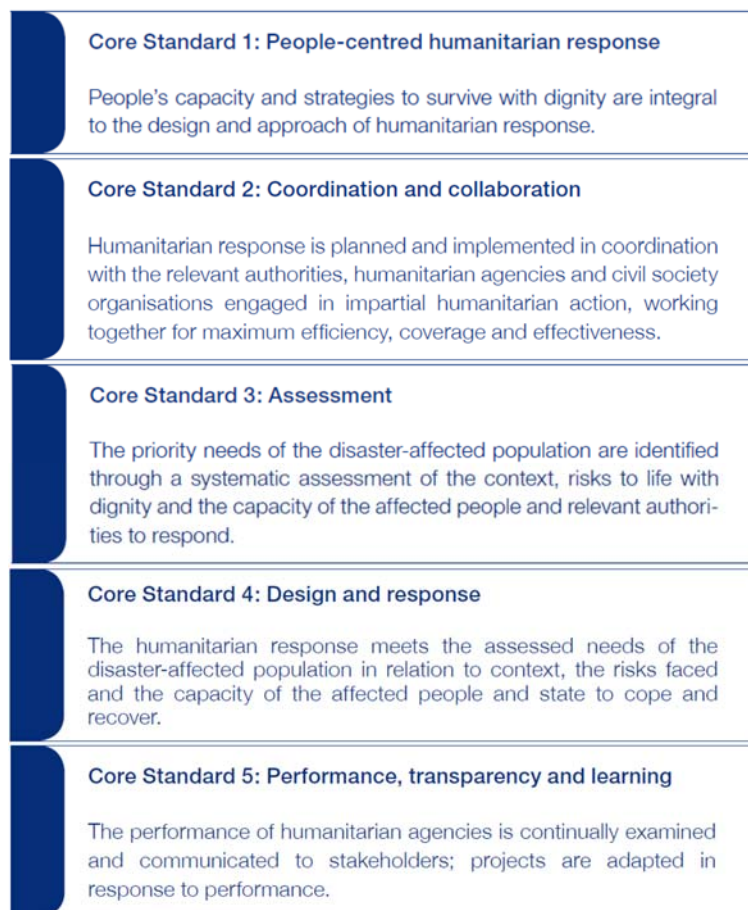 Core Standard 1: People-centred humanitarian response
People's capacity and strategies to survive with dignity are integral
to the design and approach of humanitarian response.
Core Standard 2: Coordination and collaboration
Humanitarian response is planned and implemented in coordination
with the relevant authorities, humanitarian agencies and civil society
organisations engaged in impartial humanitarian action, working
together for maximum efficiency, coverage and effectiveness.
Core Standard 3: Assessment
The priority needs of the disaster-affected population are identified
through a systematic assessment of the context, risks to life with
dignity and the capacity of the affected people and relevant authori-
ties to respond.
Core Standard 4: Design and response
The humanitarian response meets the assessed needs of the
disaster-affected population in relation to context, the risks faced
and the capacity of the affected people and state to cope and
recover.
Core Standard 5: Performance, transparency and learning
The performance of humanitarian agencies is continually examined
and communicated to stakeholders; projects are adapted in
response to performance.